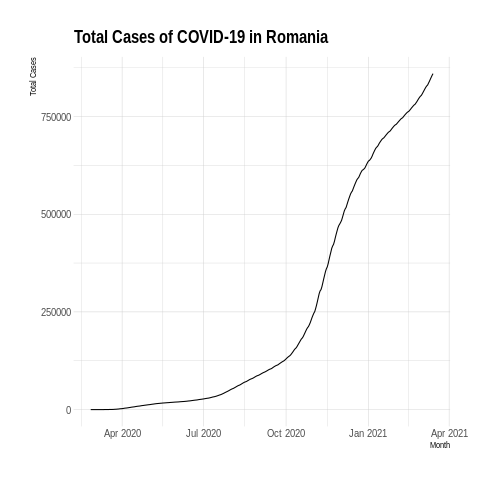 Total Cases of COVID-19 in Romania
Total Cases
750000
500000
250000
0
Apr 2020 Jul 2020 Oct 2020 Jan 2021 Apr 2021
Month